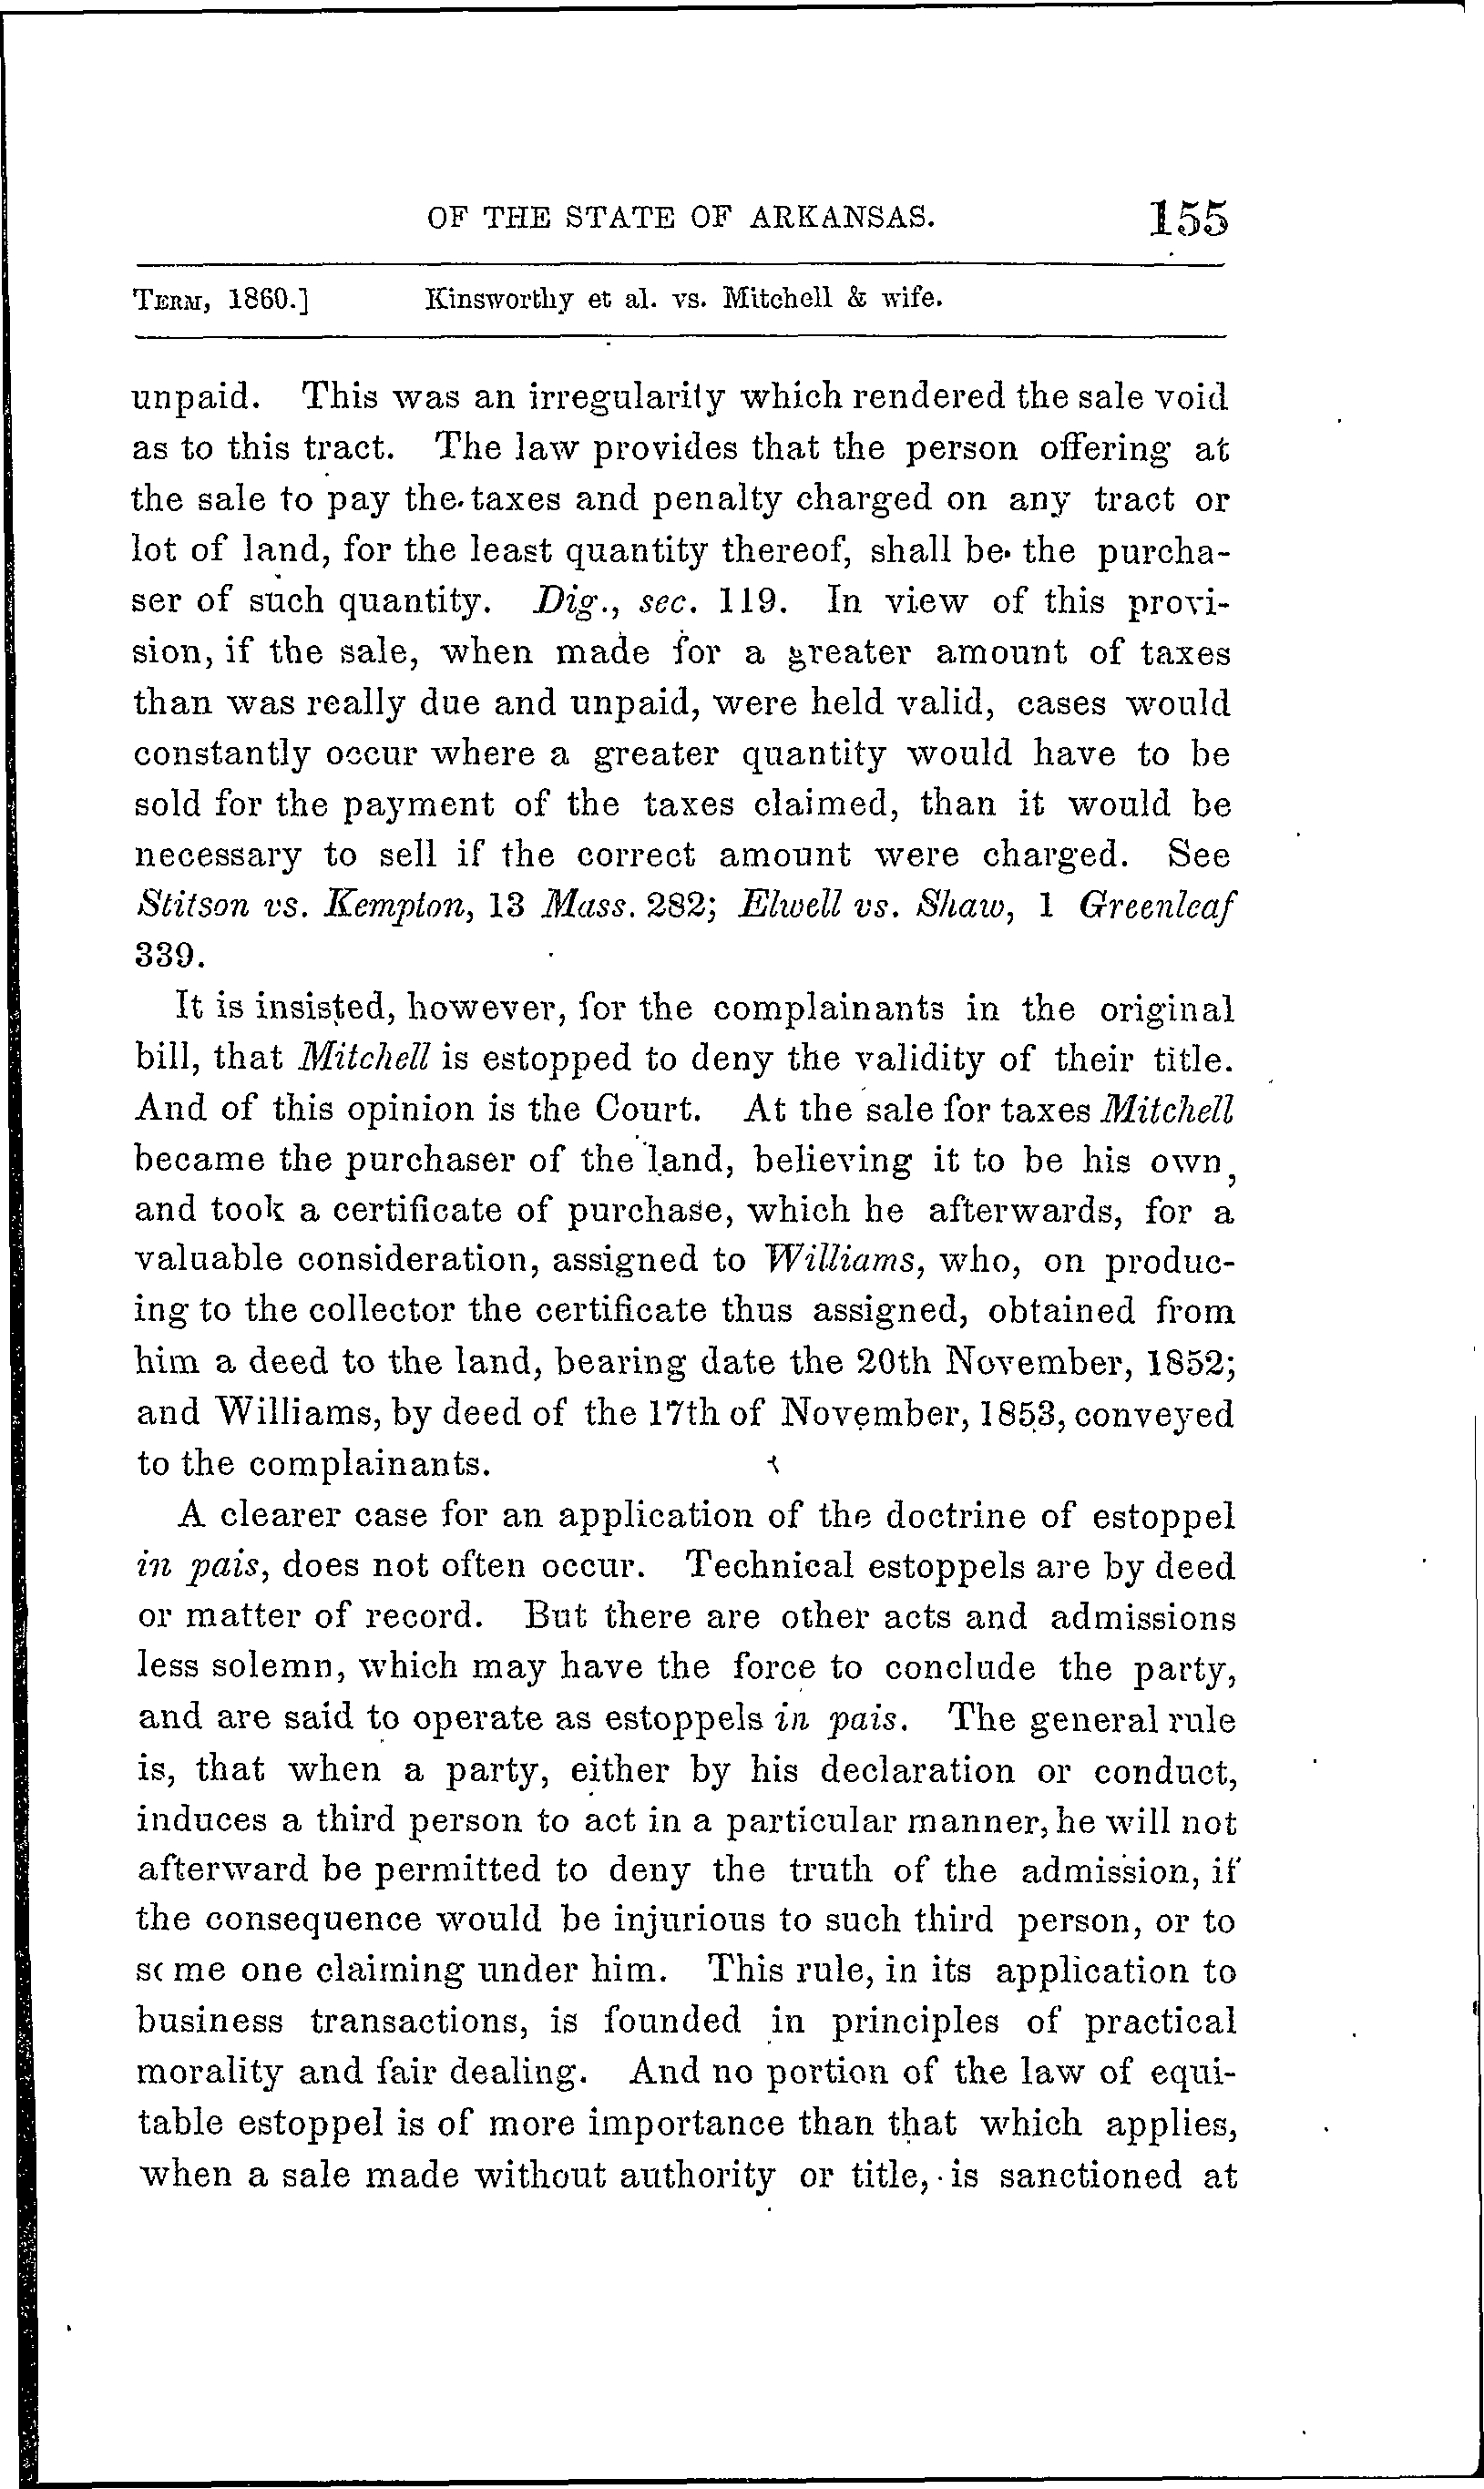 OF THE STATE OF ARKANSAS. 155
TERM, 1860.] Kinsworthy et al. vs. Mitchell & wife.
unpaid. This was an irregularity which rendered the sale void
as to this tract. The law provides that the person offering at
the sale to pay the taxes and penalty charged on any tract or
lot of land, for the least quantity thereof, shall be the purcha-
ser of such quantity. Dig., sec. 119. In view of this provi-
sion, if the sale, when made for a greater amount of taxes
than was really due and unpaid, were held valid, cases would
constantly occur where a greater quantity would have to be
sold for the payment of the taxes claimed, than it would be
necessary to sell if the correct amount were charged. See
Stitson vs. Kempton, 13 Mass. 282; Elwell vs. Shaw, 1 Greenleaf
339.
It is insisted, however, for the complainants in the original
bill, that Mitchell is estopped to deny the validity of their title.
And of this opinion is the Court. At the sale for taxes Mitchell
became the purchaser of the land, believing it to be his own,
and took a certificate of purchase, which he afterwards, for a
valuable consideration, assigned to Williams, who, on produc-
ing to the collector the certificate thus assigned, obtained from
him a deed to the land, bearing date the 20th November, 1852;
and Williams, by deed of the 17th of November, 1853, conveyed
to the complainants.
A clearer case for an application of the doctrine of estoppel
in pais, does not often occur. Technical estoppels are by deed
or matter of record. But there are other acts and admissions
less solemn, which may have the force to conclude the party,
and are said to operate as estoppels in pais. The general rule
is, that when a party, either by his declaration or conduct,
induces a third person to act in a particular manner, he will not
afterward be permitted to deny the truth of the admission, if
the consequence would be injurious to such third person, or to
some one claiming under him. This rule, in its application to
business transactions, is founded in principles of practical
morality and fair dealing. And no portion of the law of equi-
table estoppel is of more importance than that which applies,
when a sale made without authority or title, is sanctioned at